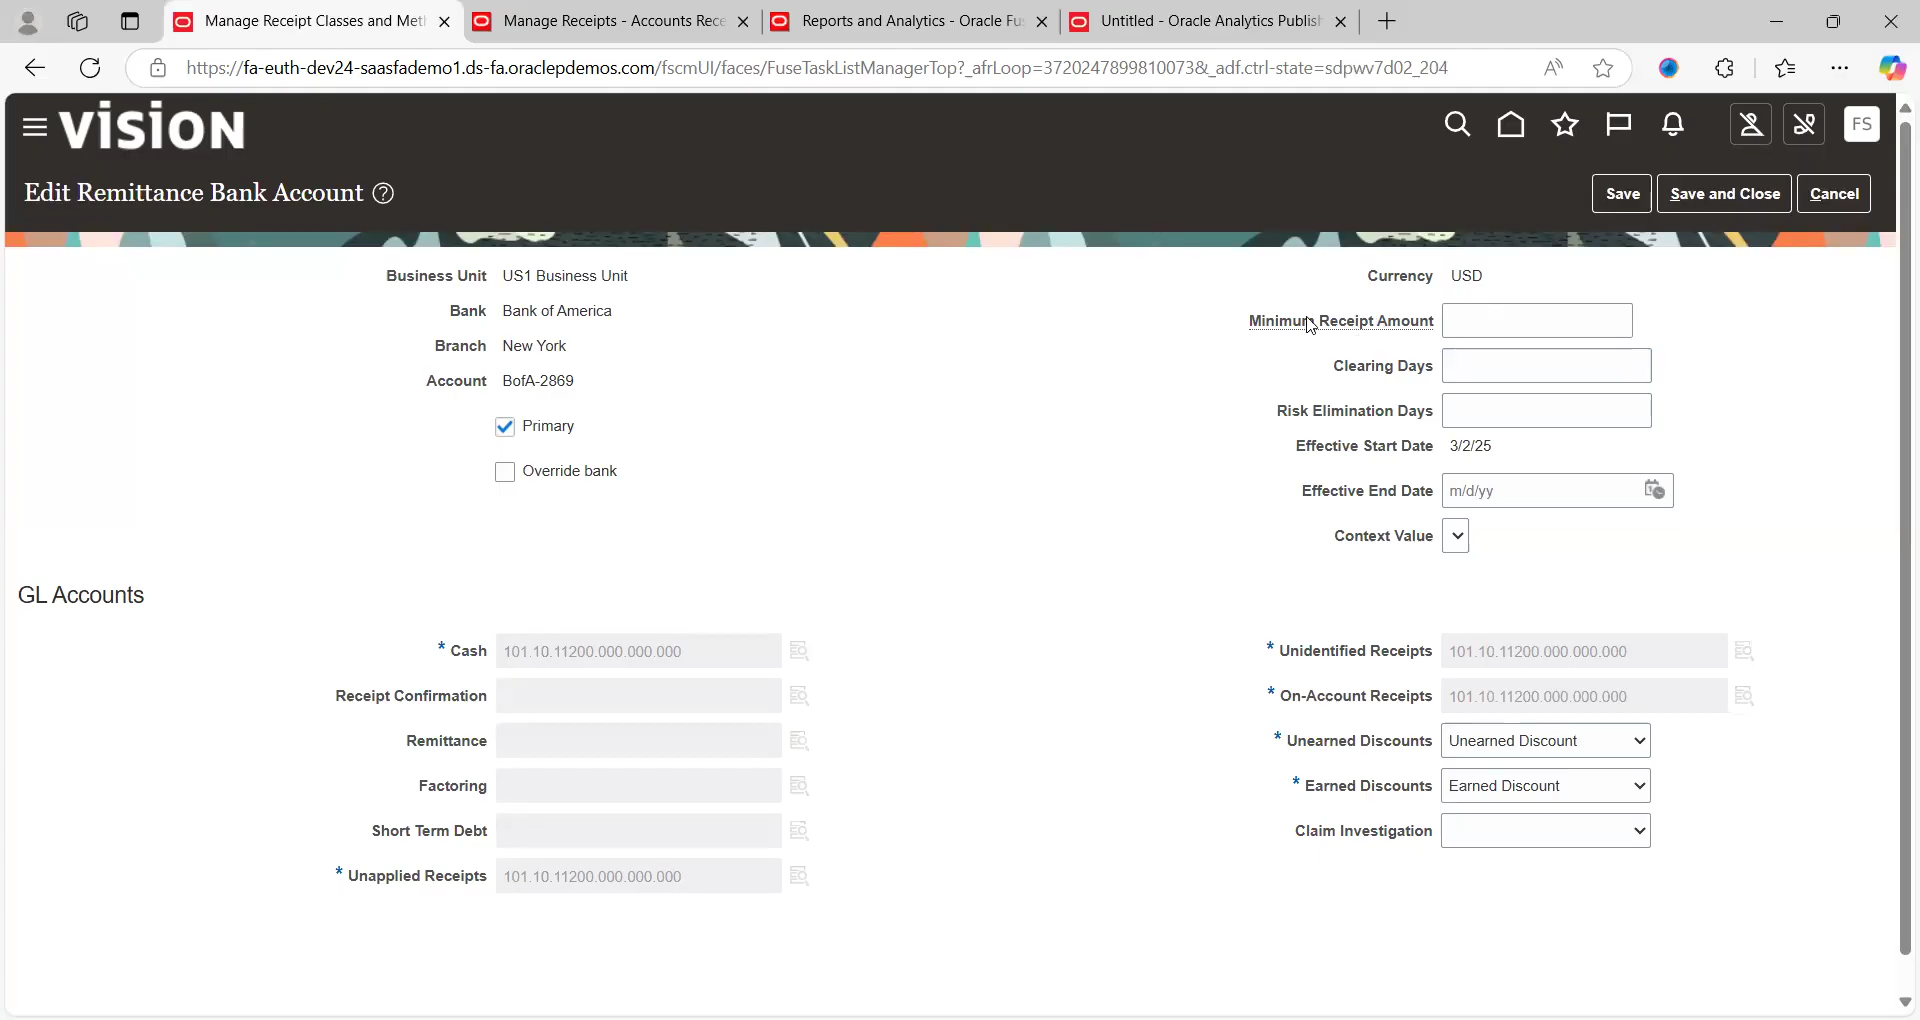 Manage Receipt Classes and Met
Manage Receipts - Accounts Rece
Reports and Analytics - Oracle Fu
Untitled - Oracle Analytics Publish
https://fa-euth-dev24-saasfademo1.ds-fa.oraclepdemos.com/fscmUI/faces/FuseTaskListManagerTop?_afrLoop=3720247899810073&_adf.ctrl-state=sdpwv7d02_204
VISION
FS
Edit Remittance Bank Account
Save
Save and Close
Cancel
Business Unit US1 Business Unit
Bank Bank of America
Branch New York
Account BofA-2869
Primary
Override bank
Currency USD
Minimum Receipt Amount
Clearing Days
Risk Elimination Days
Effective Start Date 3/2/25
Effective End Date m/d/yy
Context Value
GL Accounts
* Cash 101.10.11200.000.000.000
Receipt Confirmation
Remittance
Factoring
Short Term Debt
* Unapplied Receipts 101.10.11200.000.000.000
* Unidentified Receipts 101.10.11200.000.000.000
* On-Account Receipts 101.10.11200.000.000.000
* Unearned Discounts Unearned Discount
* Earned Discounts Earned Discount
Claim Investigation